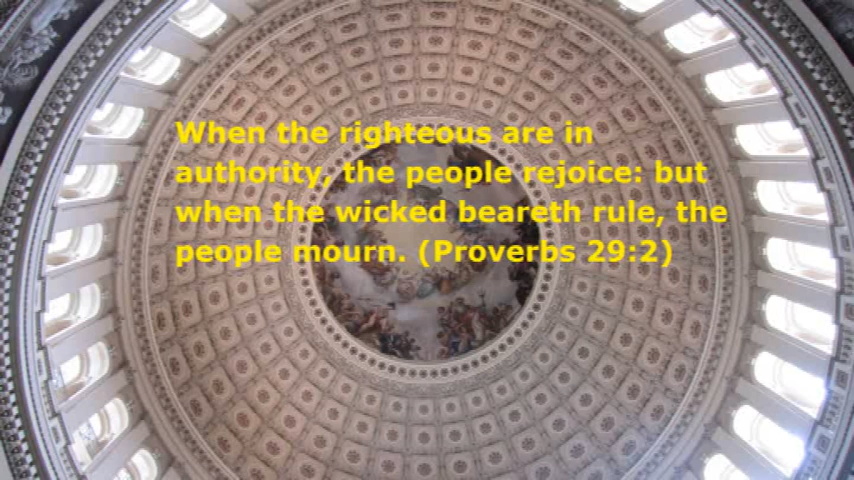 When the righteous are in
authority, the people rejoice: but
when the wicked beareth rule, the
people mourn. (Proverbs 29:2)